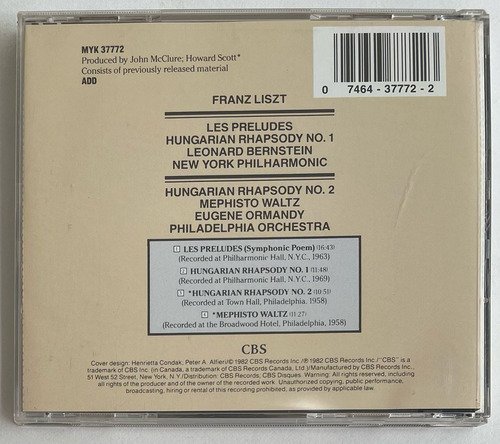 MYK 37772
Produced by John McClure; Howard Scott*
Consists of previously released material
ADD
0 7464-37772-2
FRANZ LISZT
LES PRELUDES
HUNGARIAN RHAPSODY NO. 1
LEONARD BERNSTEIN
NEW YORK PHILHARMONIC
HUNGARIAN RHAPSODY NO. 2
MEPHISTO WALTZ
EUGENE ORMANDY
PHILADELPHIA ORCHESTRA
1 LES PRELUDES (Symphonic Poem) (16:43)
(Recorded at Philharmonic Hall, N.Y.C., 1963)
2 HUNGARIAN RHAPSODY NO. 1 (11:48)
(Recorded at Philharmonic Hall, N.Y.C., 1969)
3 *HUNGARIAN RHAPSODY NO. 2 (10:51)
(Recorded at Town Hall, Philadelphia. 1958)
4 *MEPHISTO WALTZ (11:27)
(Recorded at the Broadwood Hotel, Philadelphia, 1958)
CBS
Cover design: Henrietta Condak, Peter A. Alfieri/© 1982 CBS Records Inc./℗ 1982 CBS Records Inc./"CBS" is a
trademark of CBS Inc. (in Canada, a trademark of CBS Records Canada, Ltd.)/Manufactured by CBS Records Inc.,
51 West 52 Street, New York, N.Y./Distribution: CBS Records, CBS Disques. Warning: All rights reserved, including
all rights of the producer and of the owner of the recorded work. Unauthorized copying, public performance,
broadcasting, hiring or rental of this recording prohibited, as provided by applicable law.